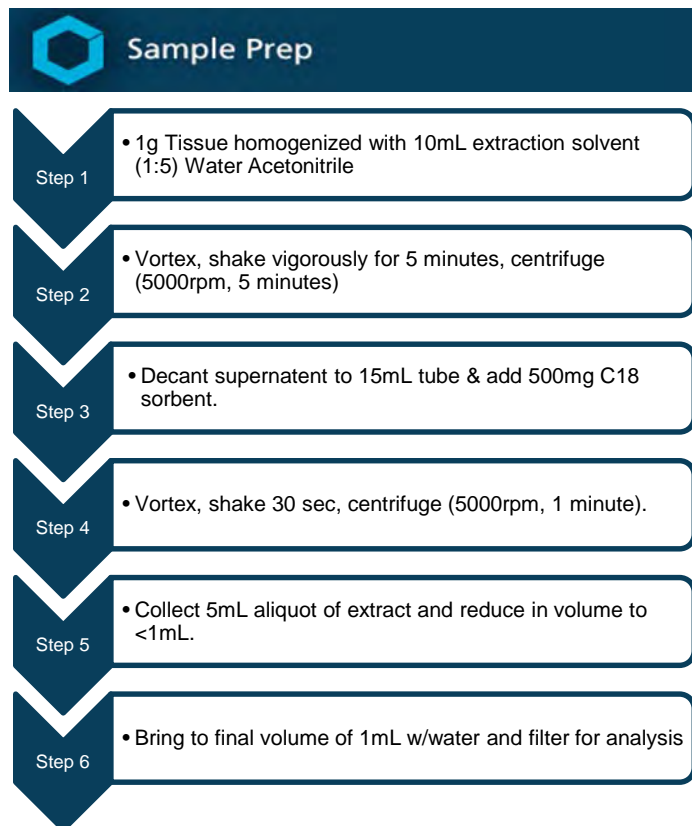 Sample Prep
Step 1
• 1g Tissue homogenized with 10mL extraction solvent
(1:5) Water Acetonitrile
Step 2
• Vortex, shake vigorously for 5 minutes, centrifuge
(5000rpm, 5 minutes)
Step 3
• Decant supernatent to 15mL tube & add 500mg C18
sorbent.
Step 4
• Vortex, shake 30 sec, centrifuge (5000rpm, 1 minute).
Step 5
• Collect 5mL aliquot of extract and reduce in volume to
<1mL.
Step 6
• Bring to final volume of 1mL w/water and filter for analysis